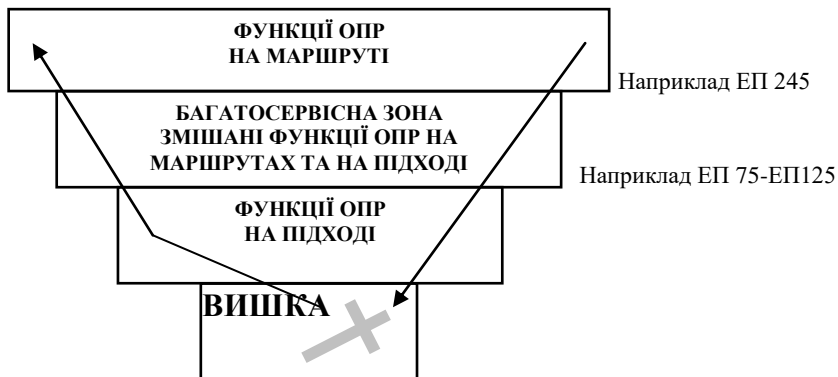 ФУНКЦІЇ ОПР
НА МАРШРУТІ
Наприклад ЕП 245
БАГАТОСЕРВІСНА ЗОНА
ЗМІШАНІ ФУНКЦІЇ ОПР НА
МАРШРУТАХ ТА НА ПІДХОДІ
Наприклад ЕП 75-ЕП125
ФУНКЦІЇ ОПР
НА ПІДХОДІ
ВИШКА